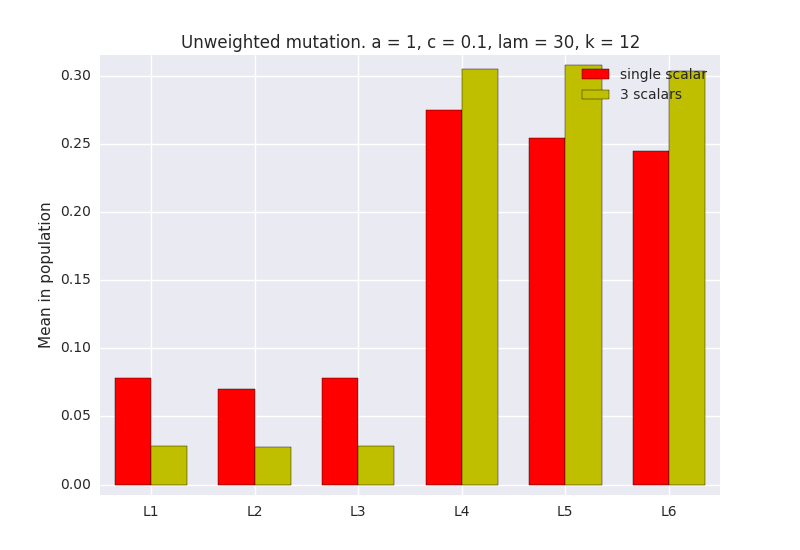 Unweighted mutation. a = 1, c = 0.1, lam = 30, k = 12
single scalar
3 scalars
Mean in population
0.30
0.25
0.20
0.15
0.10
0.05
0.00
L1 L2 L3 L4 L5 L6